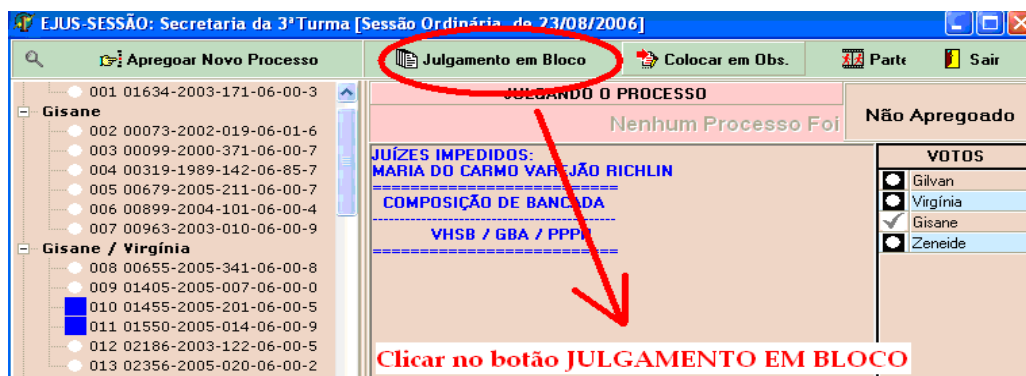 EJUS-SESSÃO: Secretaria da 3ªTurma [Sessão Ordinária de 23/08/2006]
Apregoar Novo Processo
Julgamento em Bloco
Colocar em Obs.
Parte
Sair
001 01634-2003-171-06-00-3
Gisane
002 00073-2002-019-06-01-6
003 00099-2000-371-06-00-7
004 00319-1989-142-06-85-7
005 00679-2005-211-06-00-7
006 00899-2004-101-06-00-4
007 00963-2003-010-06-00-9
Gisane / Virgínia
008 00655-2005-341-06-00-8
009 01405-2005-007-06-00-0
010 01455-2005-201-06-00-5
011 01550-2005-014-06-00-9
012 02186-2003-122-06-00-5
013 02356-2005-020-06-00-2
JULGANDO O PROCESSO
Nenhum Processo Foi
Não Apregoado
JUÍZES IMPEDIDOS:
MARIA DO CARMO VAREJÃO RICHLIN
===========================
COMPOSIÇÃO DE BANCADA
-----------------------------------------
VHSB / GBA / PPPN
===========================
VOTOS
Gilvan
Virgínia
Gisane
Zeneide
Clicar no botão JULGAMENTO EM BLOCO